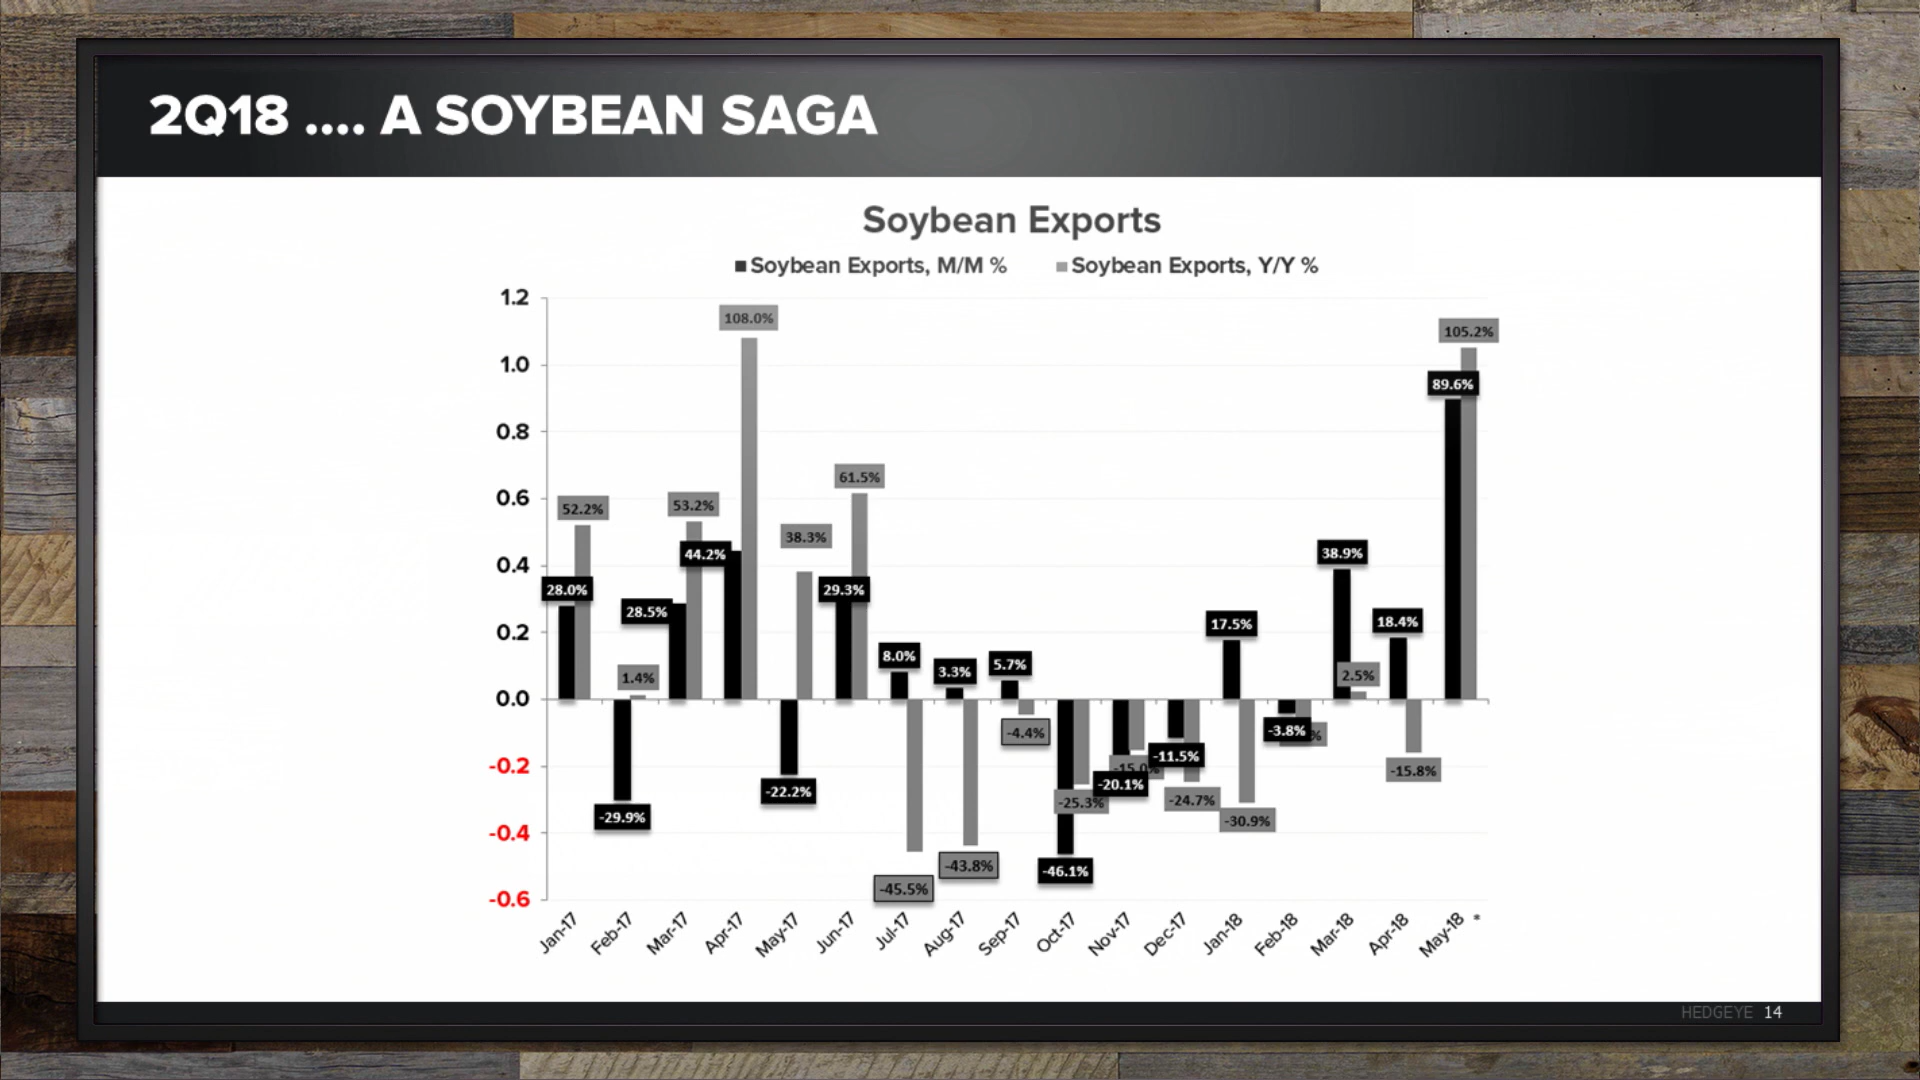 2Q18 .... A SOYBEAN SAGA
Soybean Exports
Soybean Exports, M/M %
Soybean Exports, Y/Y %
1.2
1.0
0.8
0.6
0.4
0.2
0.0
-0.2
-0.4
-0.6
28.0%
52.2%
-29.9%
1.4%
28.5%
53.2%
44.2%
108.0%
-22.2%
38.3%
29.3%
61.5%
8.0%
-45.5%
3.3%
-43.8%
5.7%
-4.4%
-46.1%
-25.3%
-20.1%
-15.0%
-11.5%
-24.7%
17.5%
-30.9%
-3.8%
%
38.9%
2.5%
18.4%
-15.8%
89.6%
105.2%
Jan-17
Feb-17
Mar-17
Apr-17
May-17
Jun-17
Jul-17
Aug-17
Sep-17
Oct-17
Nov-17
Dec-17
Jan-18
Feb-18
Mar-18
Apr-18
May-18 *
HEDGEYE 14